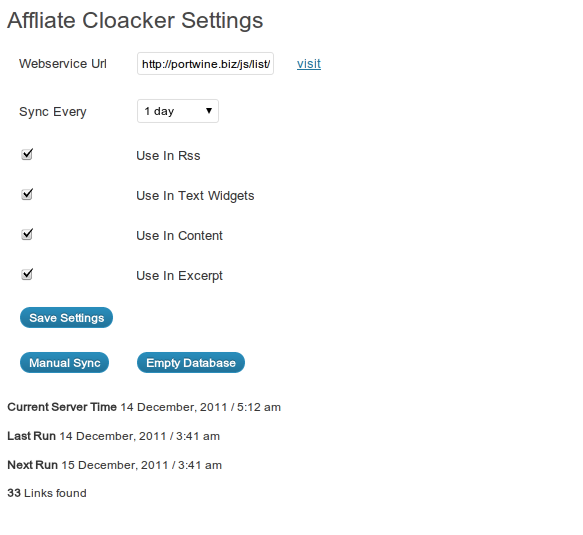 Affliate Cloacker Settings
Webservice Url http://portwine.biz/js/list/ visit
Sync Every 1 day
Use In Rss
Use In Text Widgets
Use In Content
Use In Excerpt
Save Settings
Manual Sync Empty Database
Current Server Time 14 December, 2011 / 5:12 am
Last Run 14 December, 2011 / 3:41 am
Next Run 15 December, 2011 / 3:41 am
33 Links found